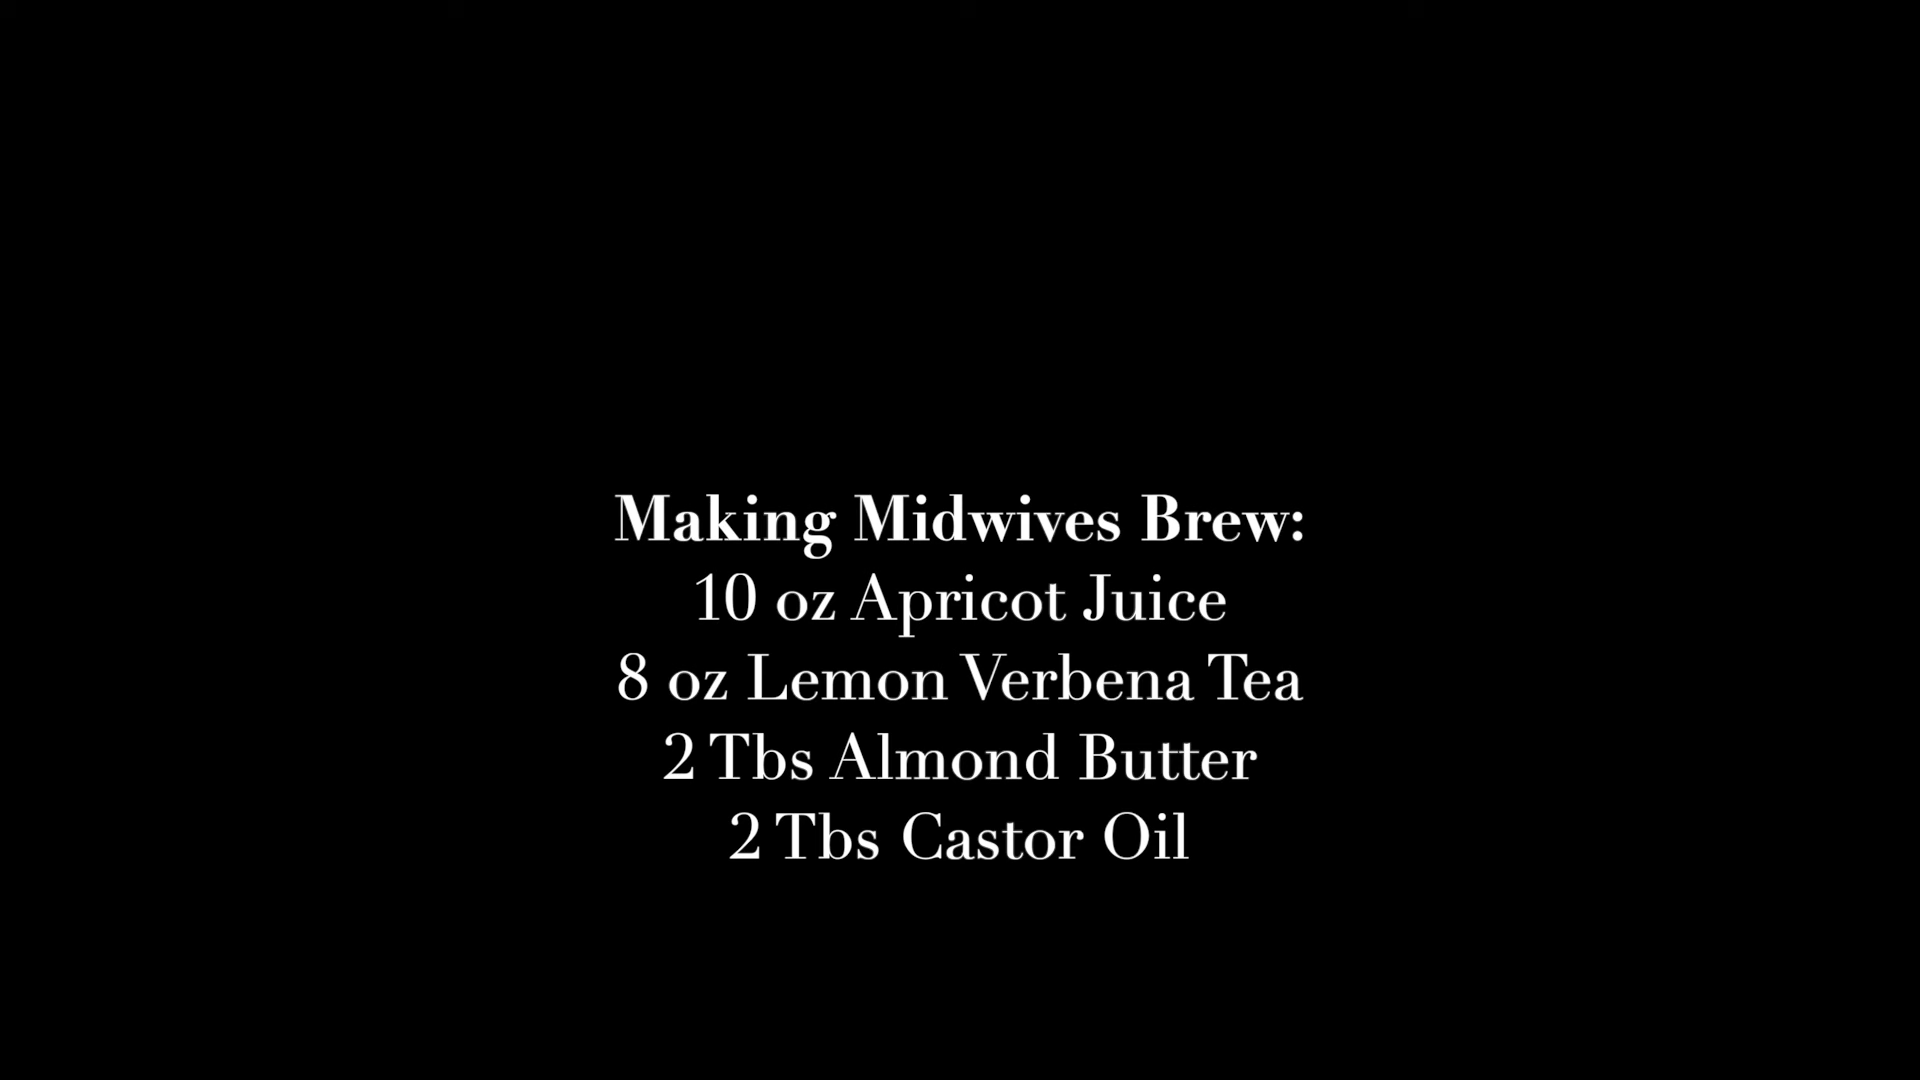 Making Midwives Brew:
10 oz Apricot Juice
8 oz Lemon Verbena Tea
2 Tbs Almond Butter
2 Tbs Castor Oil